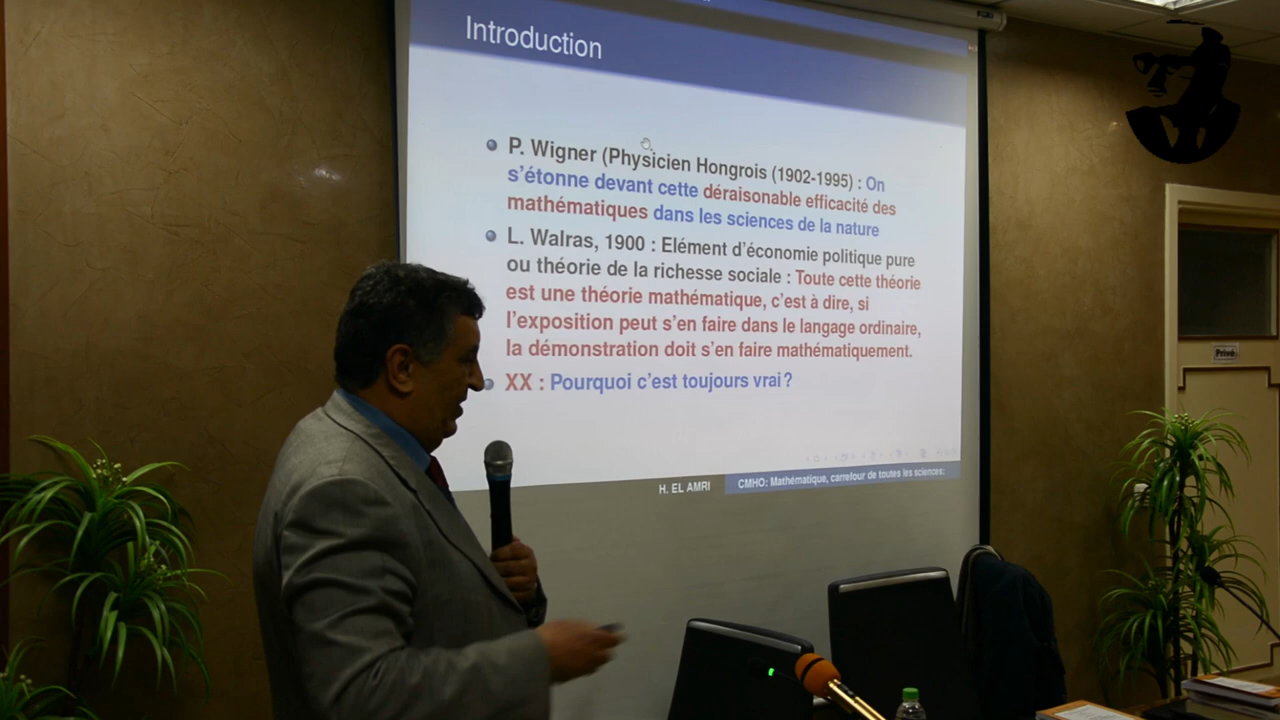 Introduction
P. Wigner (Physicien Hongrois (1902-1995) : On
s'étonne devant cette déraisonable efficacité des
mathématiques dans les sciences de la nature
L. Walras, 1900 : Elément d'économie politique pure
ou théorie de la richesse sociale : Toute cette théorie
est une théorie mathématique, c'est à dire, si
l'exposition peut s'en faire dans le langage ordinaire,
la démonstration doit s'en faire mathématiquement.
XX : Pourquoi c'est toujours vrai ?
H. EL AMRI
CMHO: Mathématique, carrefour de toutes les sciences:
Privé